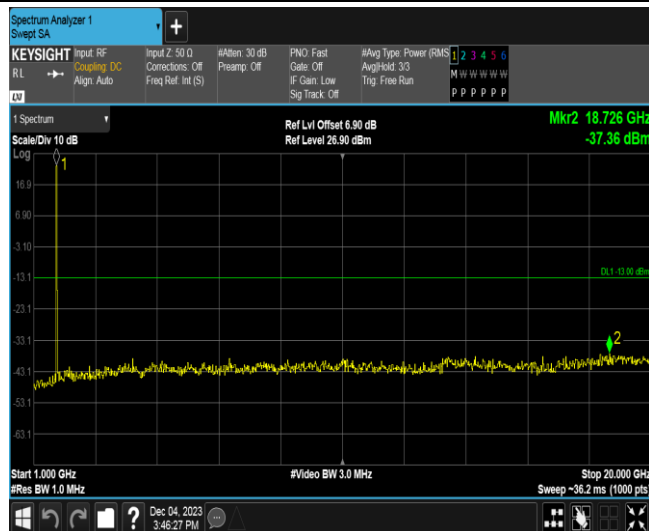 Spectrum Analyzer 1
Swept SA
+
KEYSIGHT
RL
LXI
Input: RF
Coupling: DC
Align: Auto
Input Z: 50 Ω
Corrections: Off
Freq Ref: Int (S)
#Atten: 30 dB
Preamp: Off
PNO: Fast
Gate: Off
IF Gain: Low
Sig Track: Off
#Avg Type: Power (RMS
Avg|Hold: 3/3
Trig: Free Run
1 2 3 4 5 6
M W W W W W
P P P P P P
1 Spectrum
Scale/Div 10 dB
Log
Ref Lvl Offset 6.90 dB
Ref Level 26.90 dBm
Mkr2 18.726 GHz
-37.36 dBm
1
16.9
6.90
-3.10
-13.1
DL1 -13.00 dBm
-23.1
-33.1
2
-43.1
-53.1
-63.1
Start 1.000 GHz
#Res BW 1.0 MHz
#Video BW 3.0 MHz
Stop 20.000 GHz
Sweep ~36.2 ms (1000 pts)
?
Dec 04, 2023
3:46:27 PM